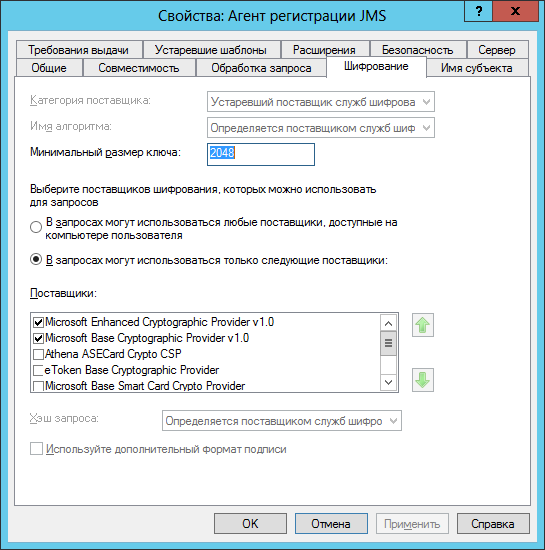 Свойства: Агент регистрации JMS
? X
Требования выдачи Устаревшие шаблоны Расширения Безопасность Сервер
Общие Совместимость Обработка запроса Шифрование Имя субъекта
Категория поставщика: Устаревший поставщик служб шифрова
Имя алгоритма: Определяется поставщиком служб шиф
Минимальный размер ключа: 2048
Выберите поставщиков шифрования, которых можно использовать
для запросов
В запросах могут использоваться любые поставщики, доступные на
компьютере пользователя
В запросах могут использоваться только следующие поставщики:
Поставщики:
Microsoft Enhanced Cryptographic Provider v1.0
Microsoft Base Cryptographic Provider v1.0
Athena ASECard Crypto CSP
eToken Base Cryptographic Provider
Microsoft Base Smart Card Crypto Provider
Хэш запроса: Определяется поставщиком служб шифро
Используйте дополнительный формат подписи
OK Отмена Применить Справка